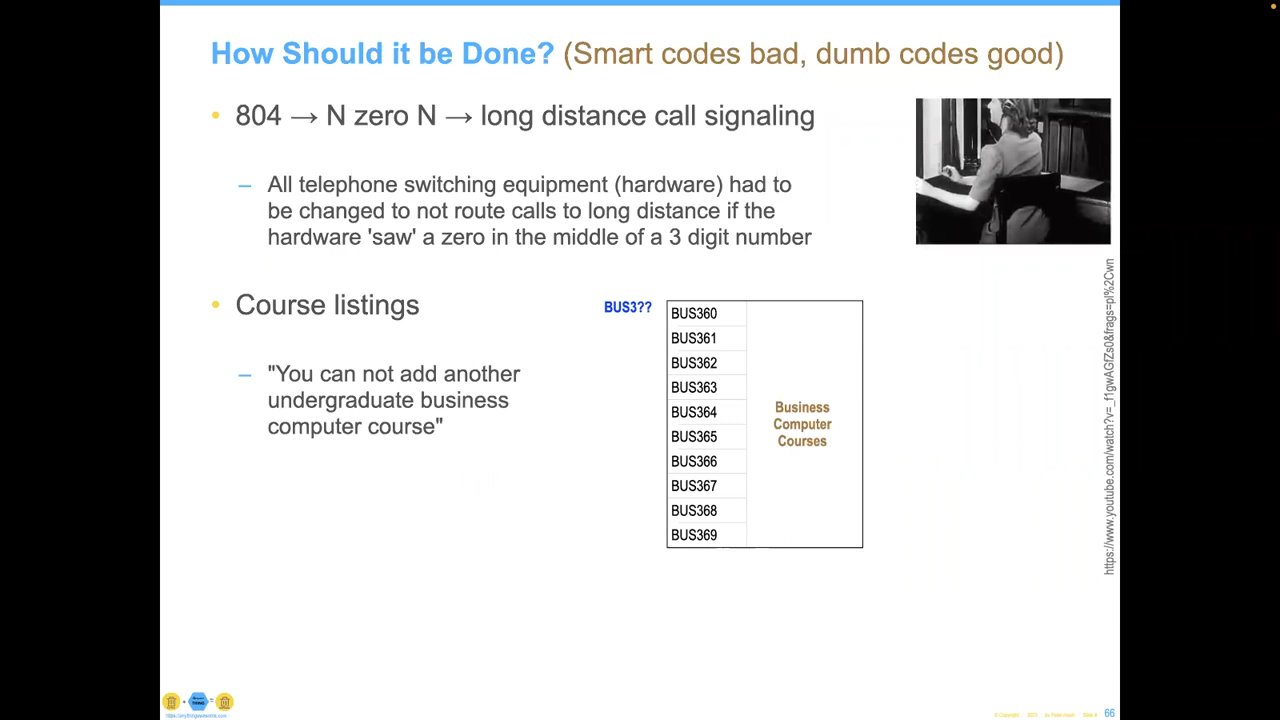 How Should it be Done? (Smart codes bad, dumb codes good)
• 804 → N zero N → long distance call signaling
– All telephone switching equipment (hardware) had to
be changed to not route calls to long distance if the
hardware 'saw' a zero in the middle of a 3 digit number
• Course listings
– "You can not add another
undergraduate business
computer course"
BUS3??
BUS360
BUS361
BUS362
BUS363
BUS364
BUS365
BUS366
BUS367
BUS368
BUS369
Business
Computer
Courses
https://www.youtube.com/watch?v=_f1gwAGfZs0&frags=pl%2Cwn
66